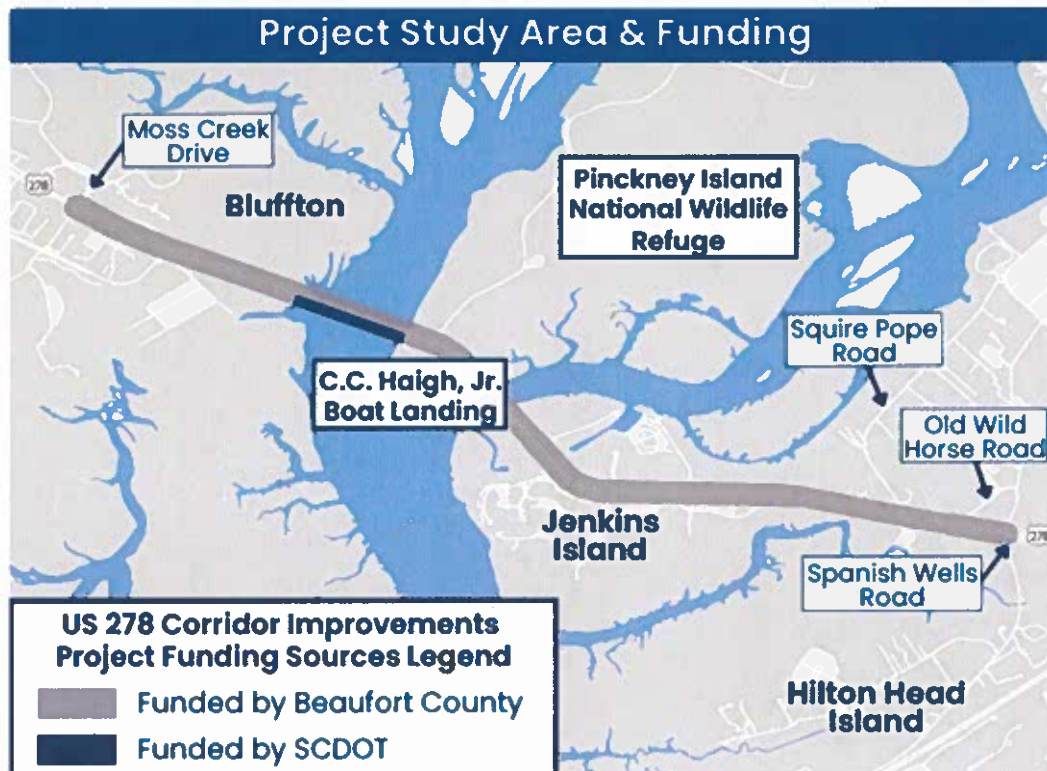 Project Study Area & Funding
Moss Creek
Drive
278
Bluffton
Pinckney Island
National Wildlife
Refuge
Squire Pope
Road
C.C. Haigh, Jr.
Boat Landing
Old Wild
Horse Road
Jenkins
Island
278
Spanish Wells
Road
US 278 Corridor Improvements
Project Funding Sources Legend
Funded by Beaufort County
Funded by SCDOT
Hilton Head
Island